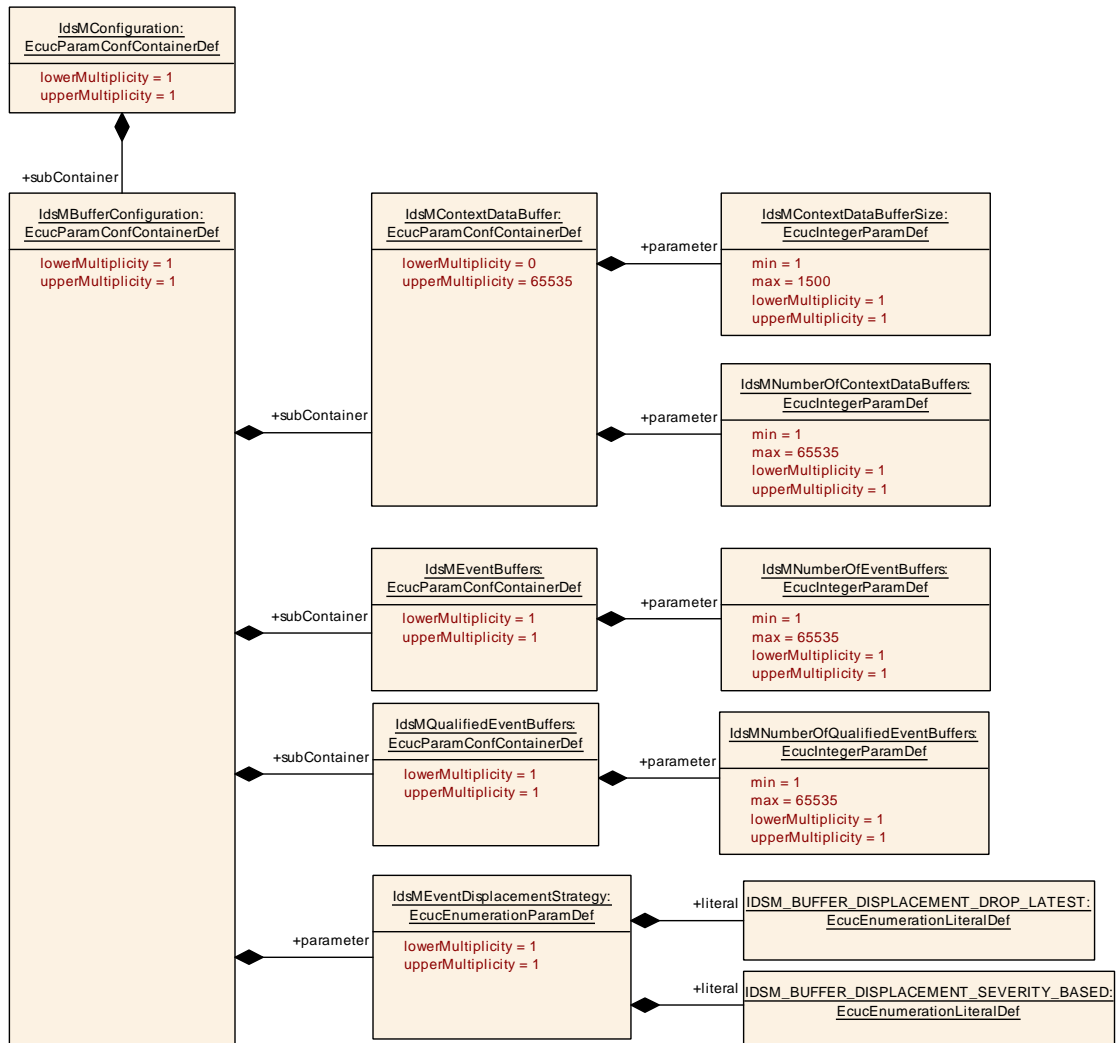 IdsMConfiguration:
EcucParamConfContainerDef
lowerMultiplicity = 1
upperMultiplicity = 1
+subContainer
IdsMBufferConfiguration:
EcucParamConfContainerDef
lowerMultiplicity = 1
upperMultiplicity = 1
+subContainer
IdsMContextDataBuffer:
EcucParamConfContainerDef
lowerMultiplicity = 0
upperMultiplicity = 65535
+parameter
IdsMContextDataBufferSize:
EcucIntegerParamDef
min = 1
max = 1500
lowerMultiplicity = 1
upperMultiplicity = 1
+parameter
IdsMNumberOfContextDataBuffers:
EcucIntegerParamDef
min = 1
max = 65535
lowerMultiplicity = 1
upperMultiplicity = 1
+subContainer
IdsMEventBuffers:
EcucParamConfContainerDef
lowerMultiplicity = 1
upperMultiplicity = 1
+parameter
IdsMNumberOfEventBuffers:
EcucIntegerParamDef
min = 1
max = 65535
lowerMultiplicity = 1
upperMultiplicity = 1
+subContainer
IdsMQualifiedEventBuffers:
EcucParamConfContainerDef
lowerMultiplicity = 1
upperMultiplicity = 1
+parameter
IdsMNumberOfQualifiedEventBuffers:
EcucIntegerParamDef
min = 1
max = 65535
lowerMultiplicity = 1
upperMultiplicity = 1
+parameter
IdsMEventDisplacementStrategy:
EcucEnumerationParamDef
lowerMultiplicity = 1
upperMultiplicity = 1
+literal
IDSM_BUFFER_DISPLACEMENT_DROP_LATEST:
EcucEnumerationLiteralDef
+literal
IDSM_BUFFER_DISPLACEMENT_SEVERITY_BASED:
EcucEnumerationLiteralDef